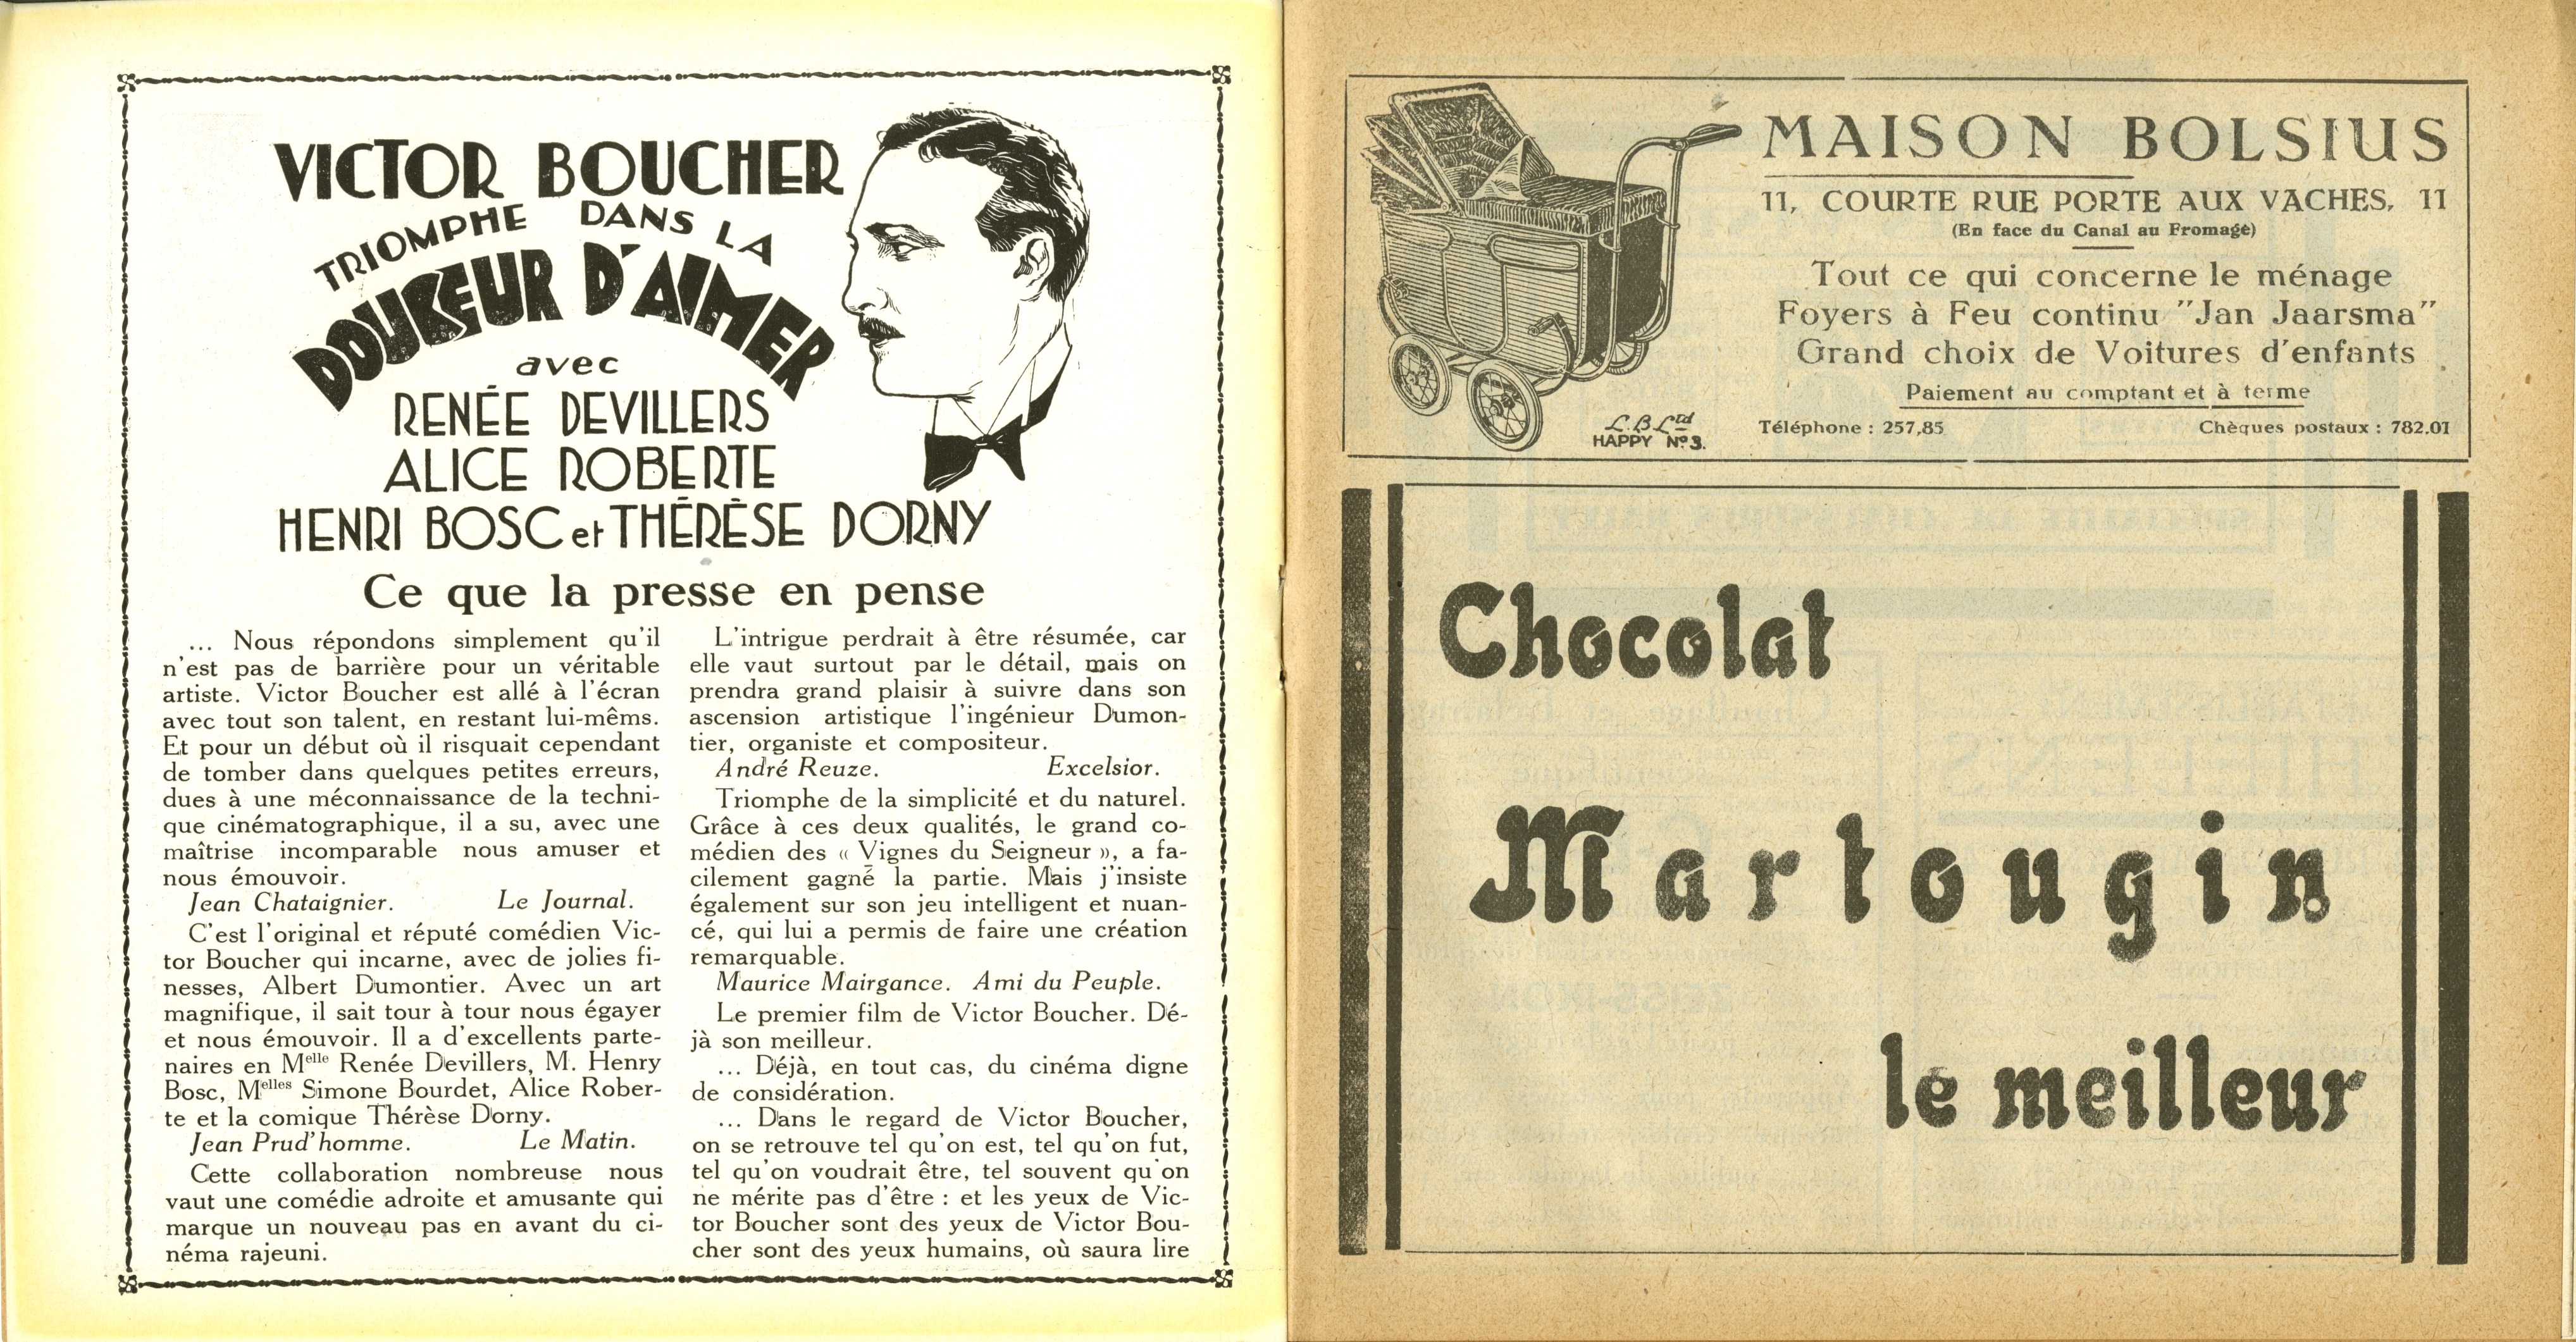 VICTOR BOUCHER
TRIOMPHE DANS LA
DOUCEUR D'AIMER
avec
RENÉE DEVILLERS
ALICE ROBERTE
HENRI BOSC et THÉRÈSE DORNY
Ce que la presse en pense
... Nous répondons simplement qu'il
n'est pas de barrière pour un véritable
artiste. Victor Boucher est allé à l'écran
avec tout son talent, en restant lui-mêms.
Et pour un début où il risquait cependant
de tomber dans quelques petites erreurs,
dues à une méconnaissance de la techni-
que cinématographique, il a su, avec une
maîtrise incomparable nous amuser et
nous émouvoir.
Jean Chataignier. Le Journal.
C'est l'original et réputé comédien Vic-
tor Boucher qui incarne, avec de jolies fi-
nesses, Albert Dumontier. Avec un art
magnifique, il sait tour à tour nous égayer
et nous émouvoir. Il a d'excellents parte-
naires en Melle Renée Devillers, M. Henry
Bosc, Melles Simone Bourdet, Alice Rober-
te et la comique Thérèse Dorny.
Jean Prud'homme. Le Matin.
Cette collaboration nombreuse nous
vaut une comédie adroite et amusante qui
marque un nouveau pas en avant du ci-
néma rajeuni.
L'intrigue perdrait à être résumée, car
elle vaut surtout par le détail, mais on
prendra grand plaisir à suivre dans son
ascension artistique l'ingénieur Dumon-
tier, organiste et compositeur.
André Reuze. Excelsior.
Triomphe de la simplicité et du naturel.
Grâce à ces deux qualités, le grand co-
médien des « Vignes du Seigneur », a fa-
cilement gagné la partie. Mais j'insiste
également sur son jeu intelligent et nuan-
cé, qui lui a permis de faire une création
remarquable.
Maurice Mairgance. Ami du Peuple.
Le premier film de Victor Boucher. Dé-
jà son meilleur.
... Déjà, en tout cas, du cinéma digne
de considération.
... Dans le regard de Victor Boucher,
on se retrouve tel qu'on est, tel qu'on fut,
tel qu'on voudrait être, tel souvent qu'on
ne mérite pas d'être : et les yeux de Vic-
tor Boucher sont des yeux de Victor Bou-
cher sont des yeux humains, où saura lire
MAISON BOLSIUS
11, COURTE RUE PORTE AUX VACHES, 11
(En face du Canal au Fromage)
Tout ce qui concerne le ménage
Foyers à Feu continu "Jan Jaarsma"
Grand choix de Voitures d'enfants
Paiement au comptant et à terme
Téléphone : 257,85 Chèques postaux : 782.01
L.B. Ltd
HAPPY No 3.
Chocolat
Martougin
le meilleur